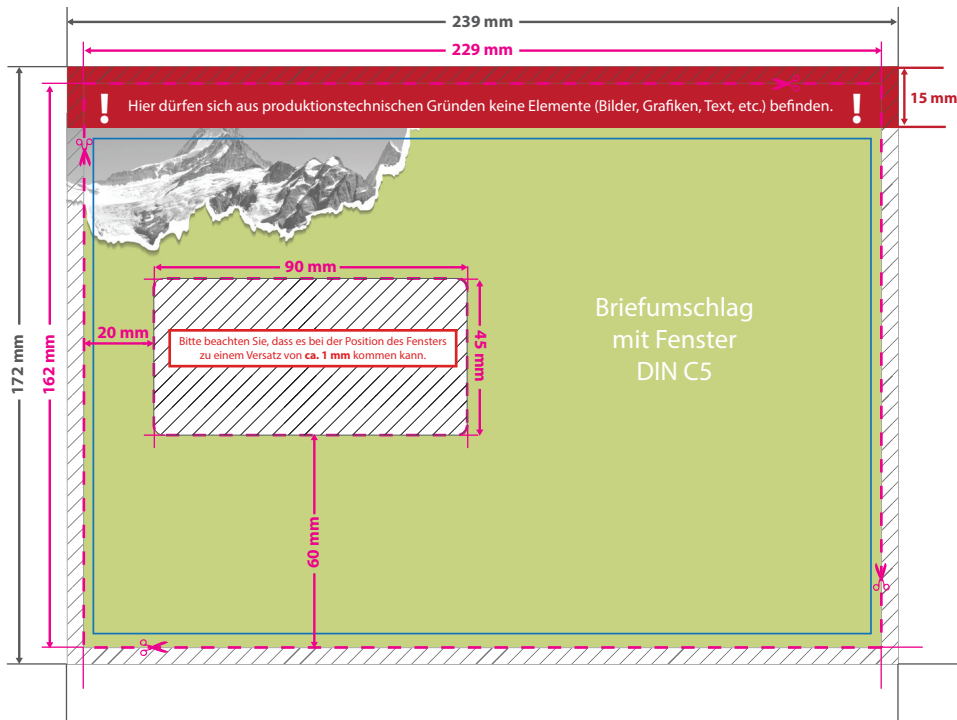 239 mm
229 mm
15 mm
! Hier dürfen sich aus produktionstechnischen Gründen keine Elemente (Bilder, Grafiken, Text, etc.) befinden. !
90 mm
20 mm
Bitte beachten Sie, dass es bei der Position des Fensters
zu einem Versatz von ca. 1 mm kommen kann.
45 mm
Briefumschlag
mit Fenster
DIN C5
172 mm
162 mm
60 mm